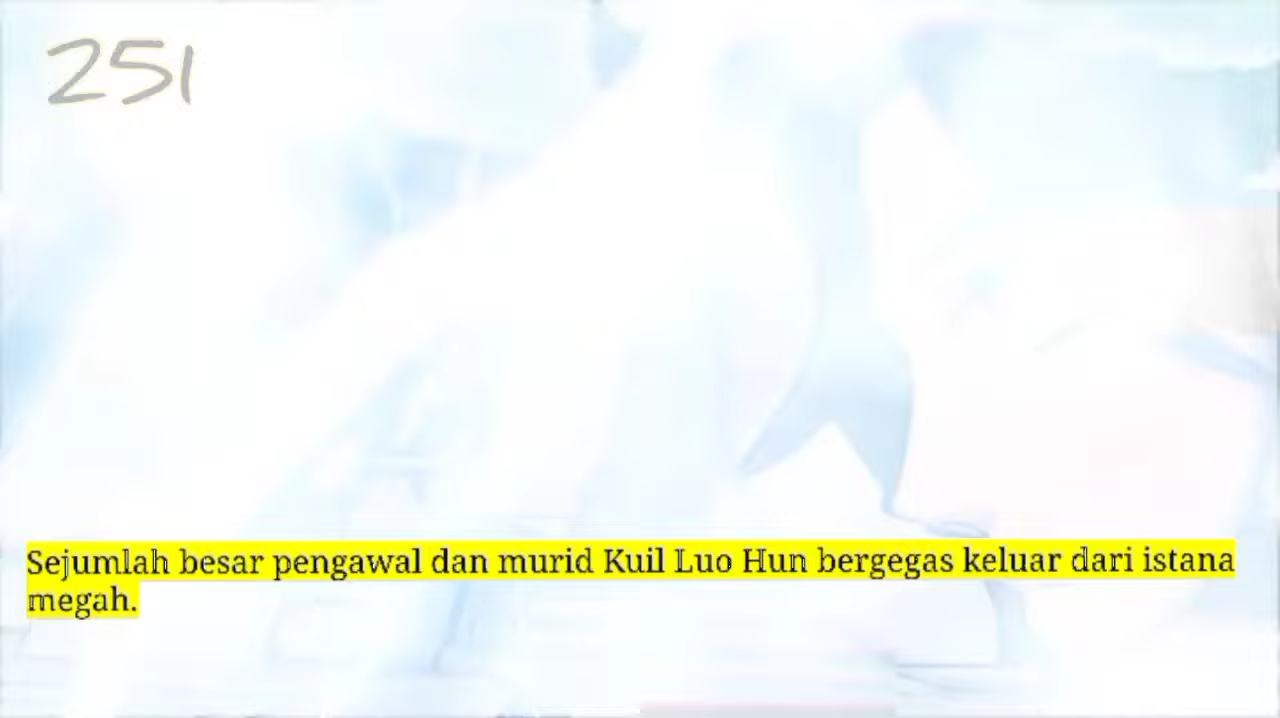 251
Sejumlah besar pengawal dan murid Kuil Luo Hun bergegas keluar dari istana
megah.